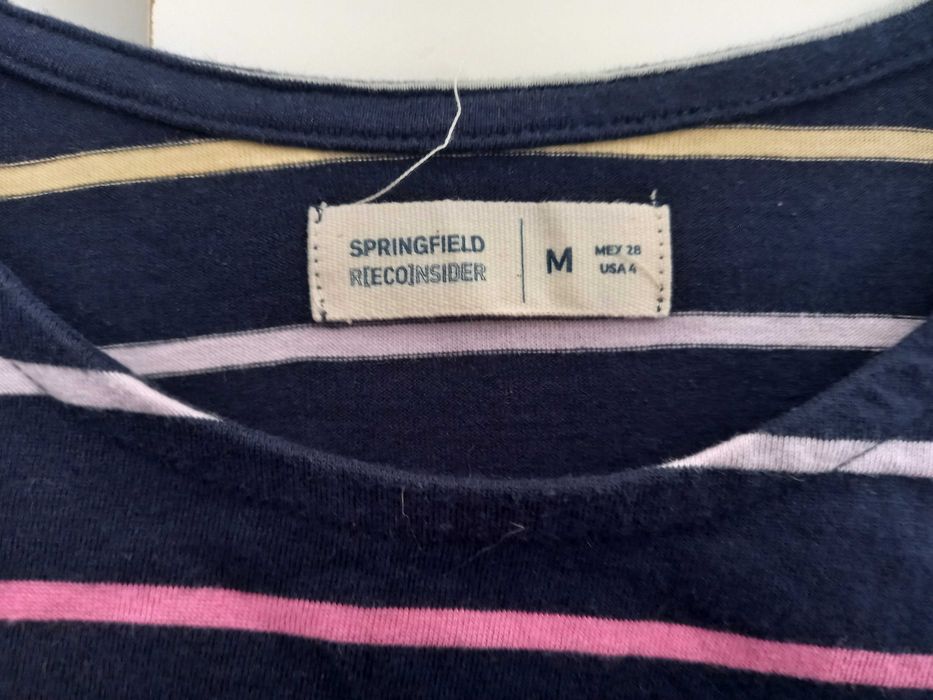 SPRINGFIELD
R[ECO]NSIDER
M
MEX 28
USA 4